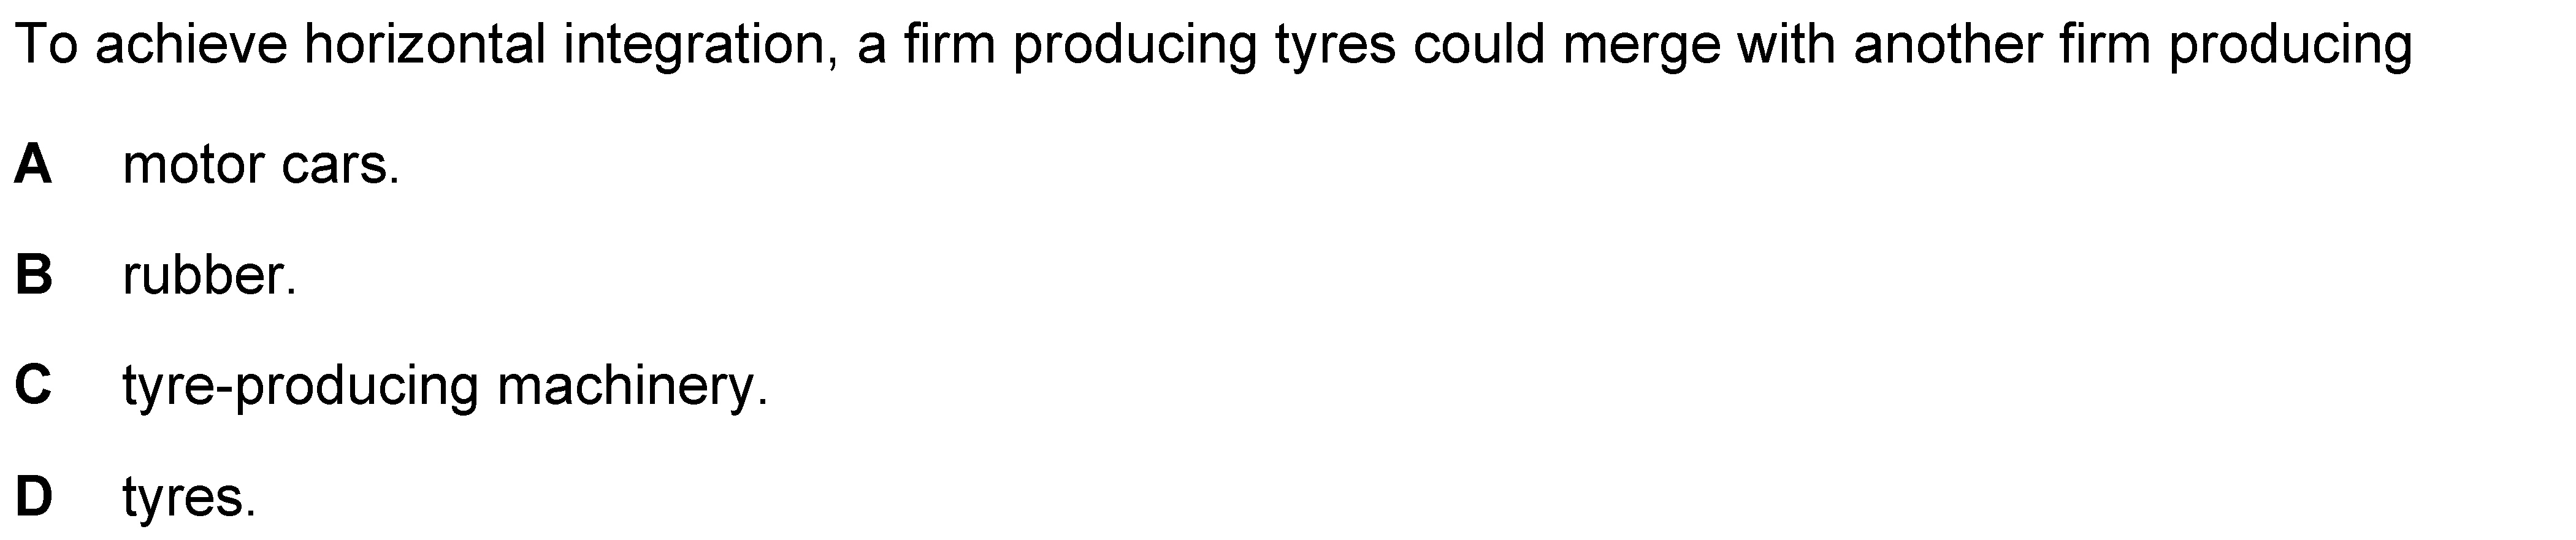 To achieve horizontal integration, a firm producing tyres could merge with another firm producing
A motor cars.
B rubber.
C tyre-producing machinery.
D tyres.